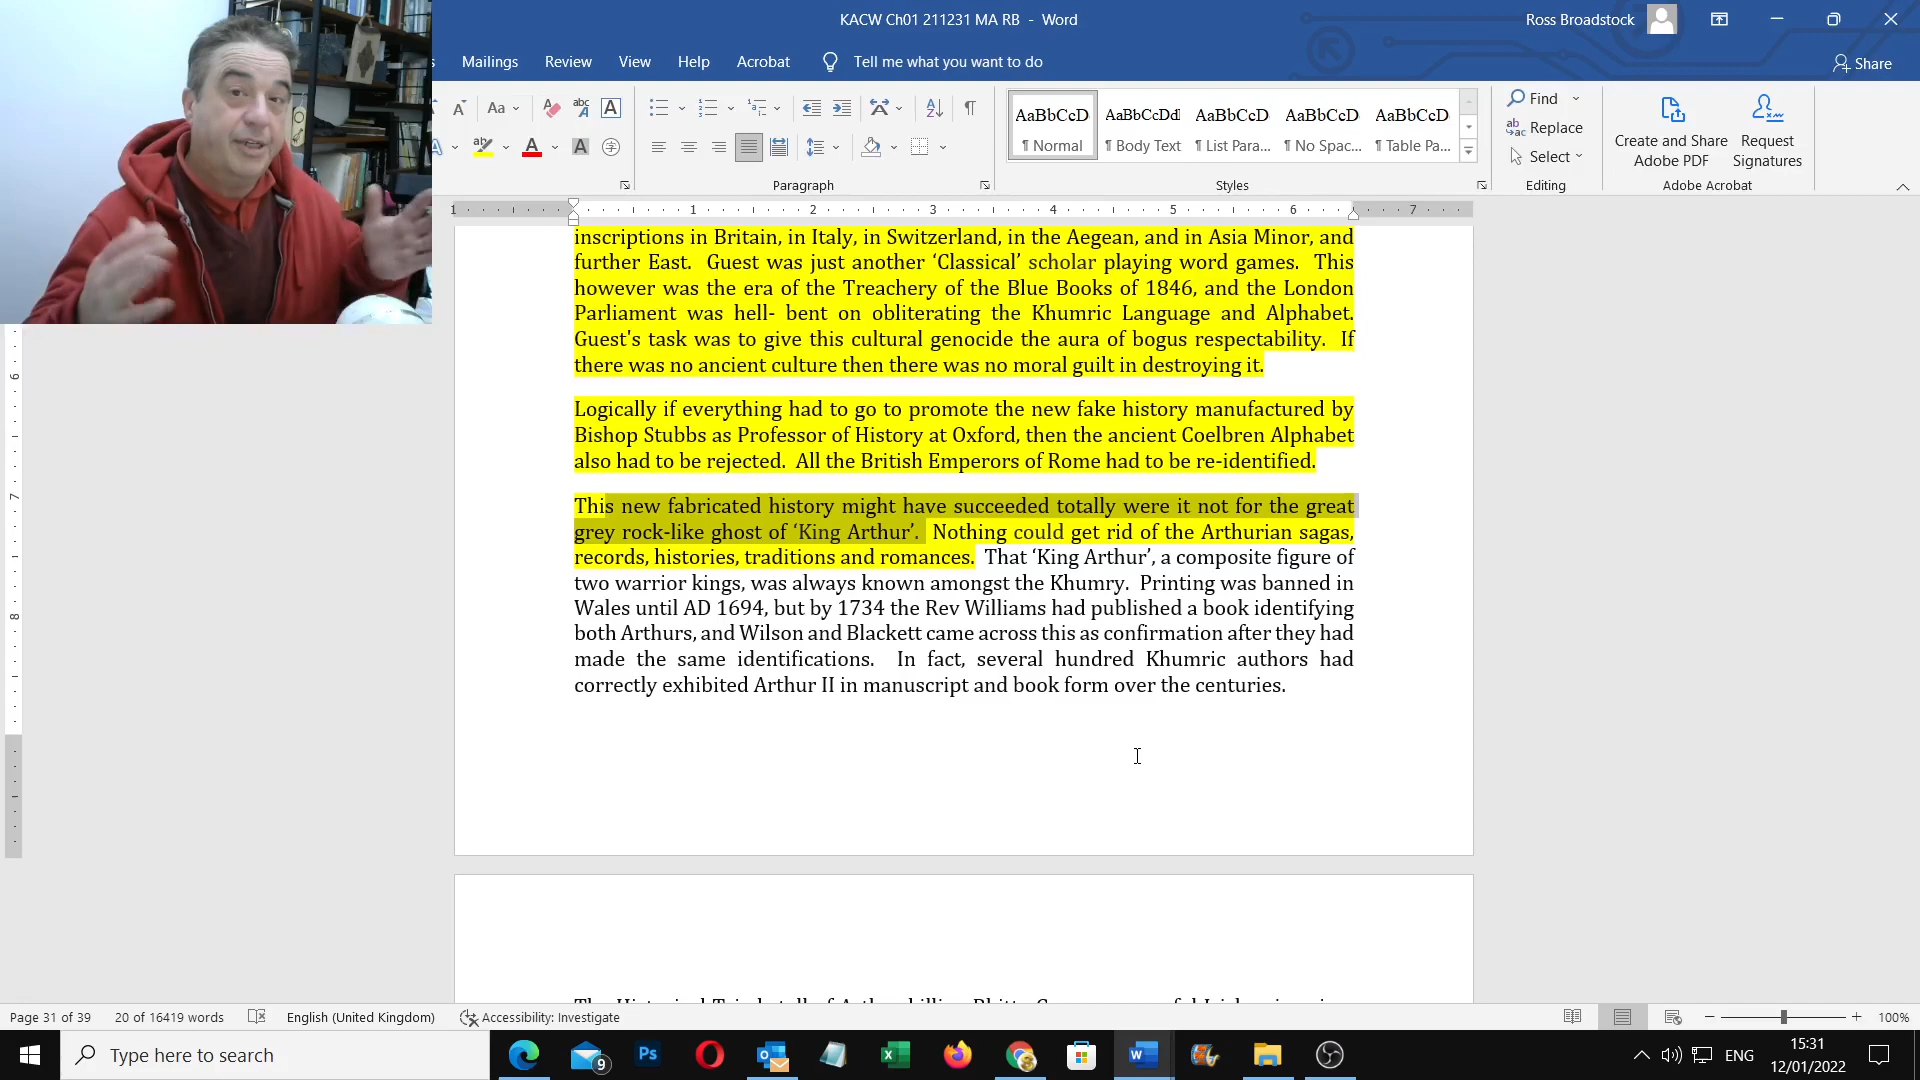 KACW Ch01 211231 MA RB - Word
Ross Broadstock
Mailings Review View Help Acrobat Tell me what you want to do
Share
Aa
AaBbCcD AaBbCcDd AaBbCcD AaBbCcD AaBbCcD
¶ Normal ¶ Body Text ¶ List Para... ¶ No Spac... ¶ Table Pa...
Find
Replace
Select
Create and Share
Adobe PDF
Request
Signatures
Paragraph
Styles
Editing
Adobe Acrobat
1 1 2 3 4 5 6 7
inscriptions in Britain, in Italy, in Switzerland, in the Aegean, and in Asia Minor, and
further East. Guest was just another ‘Classical’ scholar playing word games. This
however was the era of the Treachery of the Blue Books of 1846, and the London
Parliament was hell- bent on obliterating the Khumric Language and Alphabet.
Guest's task was to give this cultural genocide the aura of bogus respectability. If
there was no ancient culture then there was no moral guilt in destroying it.
Logically if everything had to go to promote the new fake history manufactured by
Bishop Stubbs as Professor of History at Oxford, then the ancient Coelbren Alphabet
also had to be rejected. All the British Emperors of Rome had to be re-identified.
This new fabricated history might have succeeded totally were it not for the great
grey rock-like ghost of ‘King Arthur’. Nothing could get rid of the Arthurian sagas,
records, histories, traditions and romances. That ‘King Arthur’, a composite figure of
two warrior kings, was always known amongst the Khumry. Printing was banned in
Wales until AD 1694, but by 1734 the Rev Williams had published a book identifying
both Arthurs, and Wilson and Blackett came across this as confirmation after they had
made the same identifications. In fact, several hundred Khumric authors had
correctly exhibited Arthur II in manuscript and book form over the centuries.
6
7
8
Page 31 of 39 20 of 16419 words English (United Kingdom) Accessibility: Investigate
100%
Type here to search
9
Ps
ENG
15:31
12/01/2022